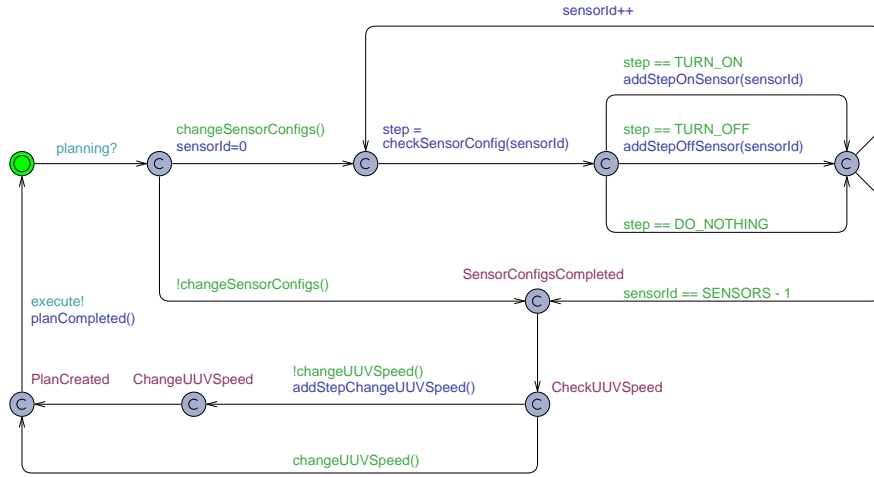 sensorId++
step == TURN_ON
addStepOnSensor(sensorId)
changeSensorConfigs()
sensorId=0
step =
checkSensorConfig(sensorId)
step == TURN_OFF
addStepOffSensor(sensorId)
planning?
C
C
C
C
step == DO_NOTHING
SensorConfigsCompleted
!changeSensorConfigs()
sensorId == SENSORS - 1
C
execute!
planCompleted()
!changeUUVSpeed()
addStepChangeUUVSpeed()
PlanCreated
ChangeUUVSpeed
CheckUUVSpeed
C
C
C
changeUUVSpeed()